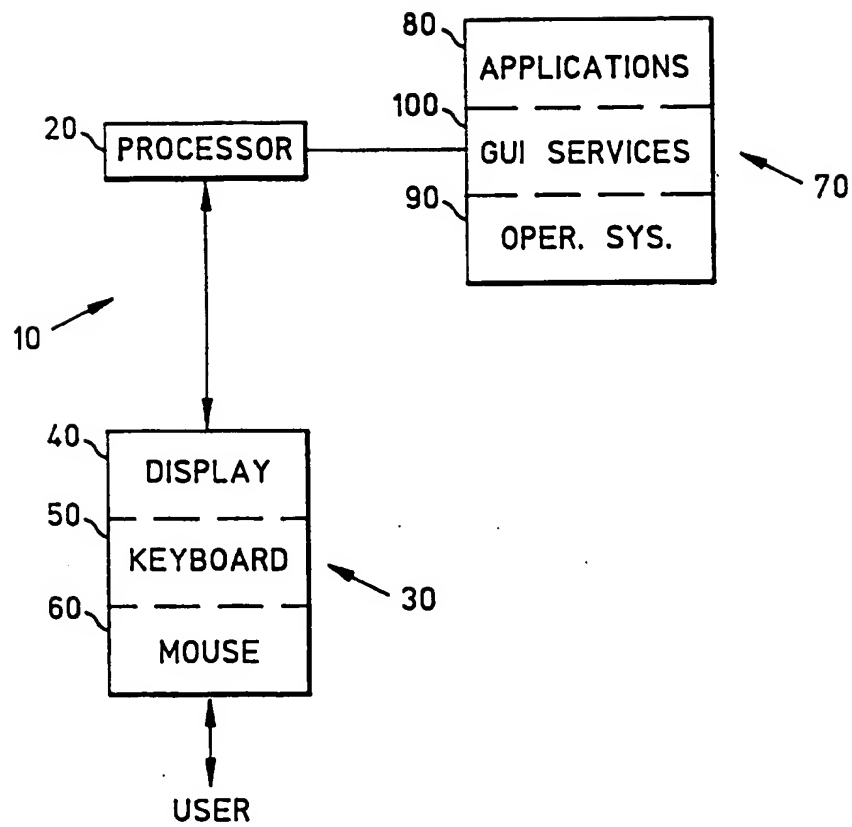 80
APPLICATIONS
100
20
PROCESSOR
GUI SERVICES
70
90
OPER. SYS.
10
40
DISPLAY
50
KEYBOARD
30
60
MOUSE
USER